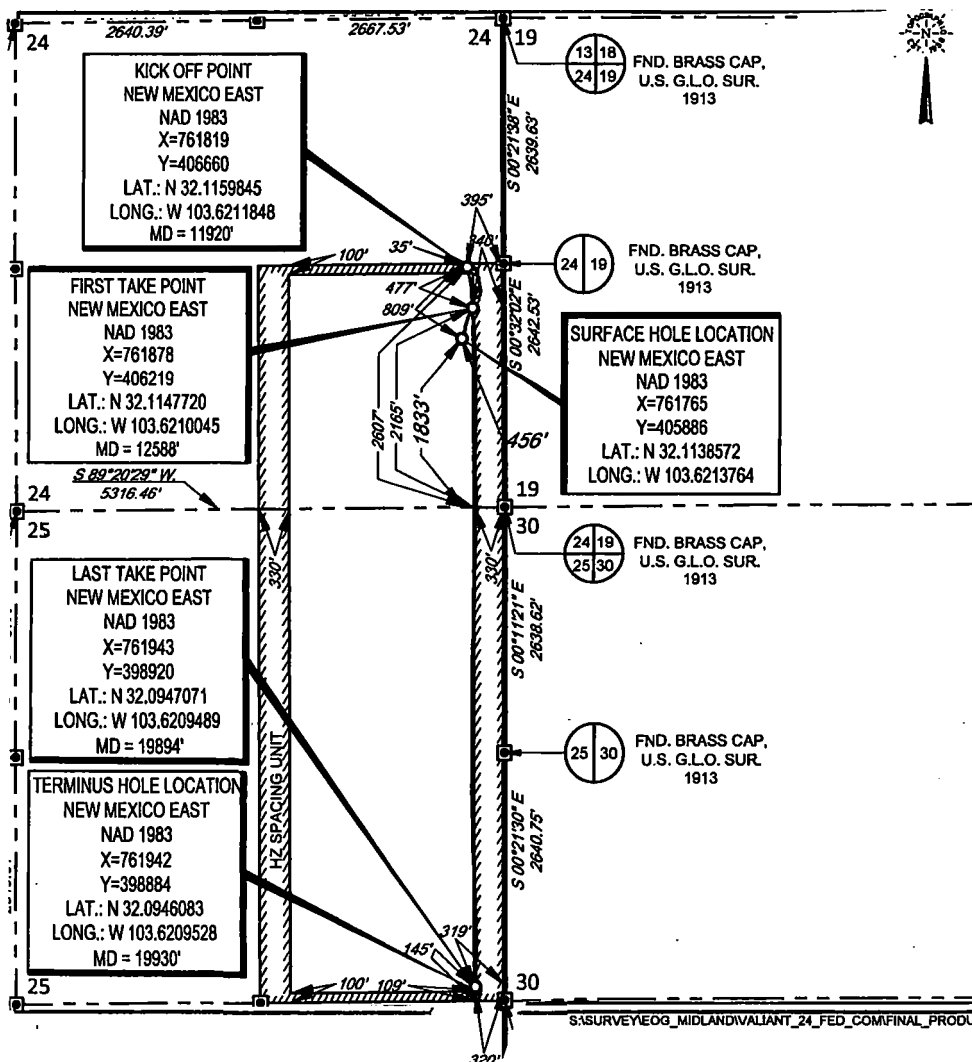 2640.39'
2667.53'
24
24
19
13 18
24 19
FND. BRASS CAP,
U.S. G.L.O. SUR.
1913
N
KICK OFF POINT
NEW MEXICO EAST
NAD 1983
X=761819
Y=406660
LAT.: N 32.1159845
LONG.: W 103.6211848
MD = 11920'
S 00°21'38" E
2639.63'
395'
340'
35'
100'
477'
809'
24 19
FND. BRASS CAP,
U.S. G.L.O. SUR.
1913
FIRST TAKE POINT
NEW MEXICO EAST
NAD 1983
X=761878
Y=406219
LAT.: N 32.1147720
LONG.: W 103.6210045
MD = 12588'
S 00°32'02"E
2642.53'
SURFACE HOLE LOCATION
NEW MEXICO EAST
NAD 1983
X=761765
Y=405886
LAT.: N 32.1138572
LONG.: W 103.6213764
2607'
2165'
1833'
456'
S 89°20'29" W
5316.46'
24
19
25
30
330'
330'
24 19
25 30
FND. BRASS CAP,
U.S. G.L.O. SUR.
1913
LAST TAKE POINT
NEW MEXICO EAST
NAD 1983
X=761943
Y=398920
LAT.: N 32.0947071
LONG.: W 103.6209489
MD = 19894'
S 00°11'21" E
2638.62'
25 30
FND. BRASS CAP,
U.S. G.L.O. SUR.
1913
HZ SPACING UNIT
TERMINUS HOLE LOCATION
NEW MEXICO EAST
NAD 1983
X=761942
Y=398884
LAT.: N 32.0946083
LONG.: W 103.6209528
MD = 19930'
S 00°21'30" E
2640.75'
319'
145'
100'
109'
25
30
320'
S:\SURVEY\EOG_MIDLAND\VALIANT_24_FED_COM\FINAL_PRODU